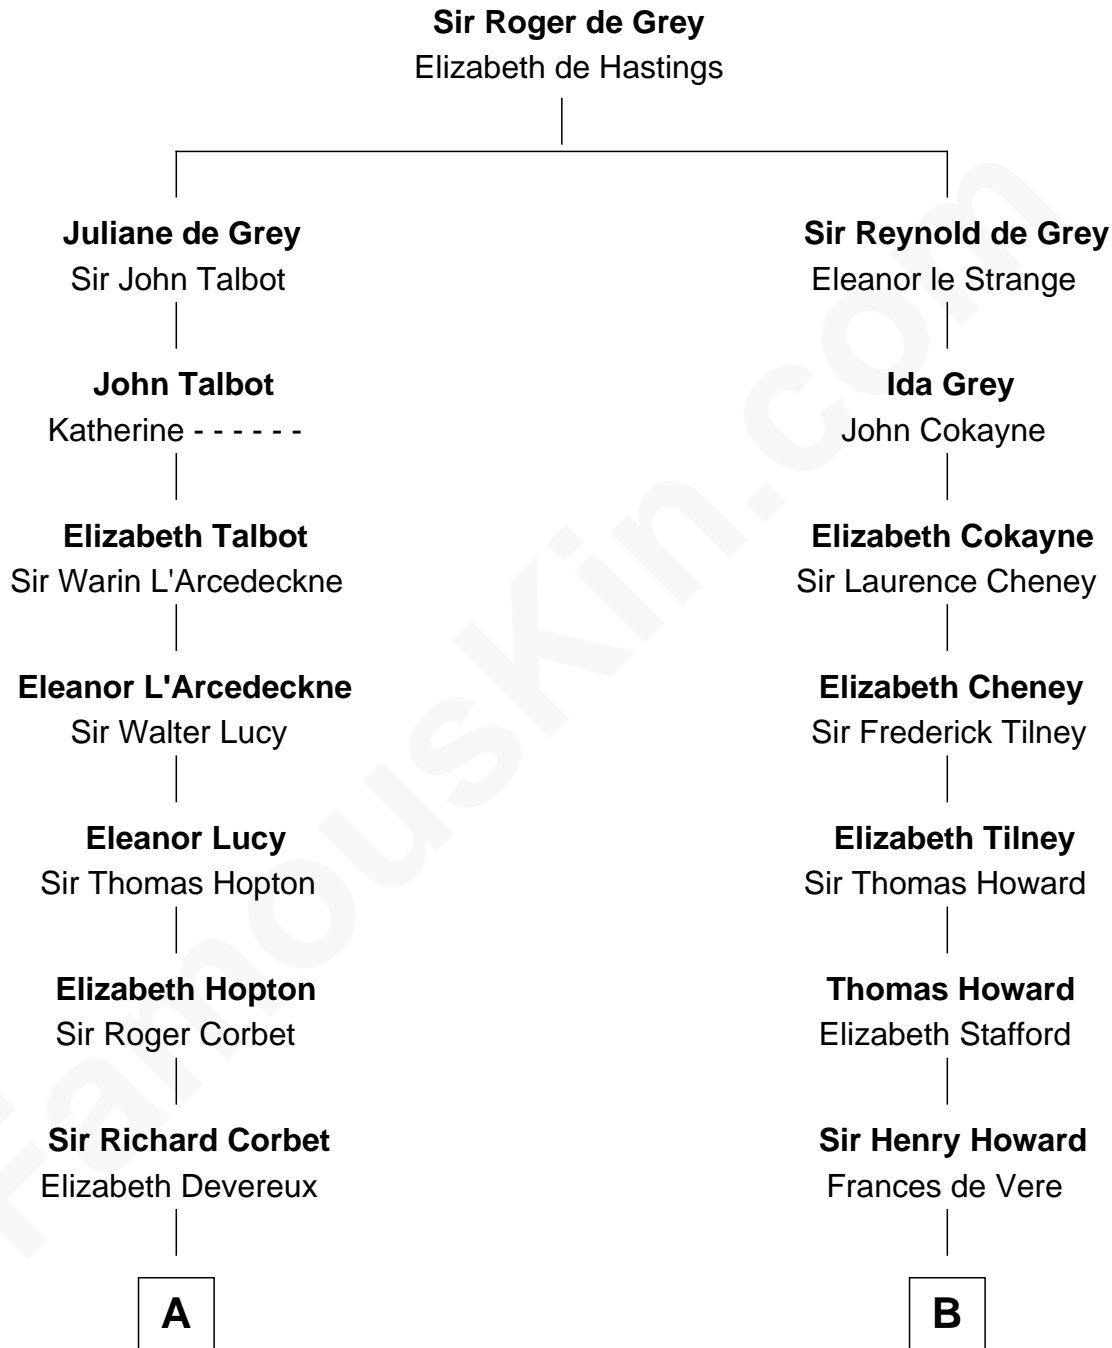 Sir Roger de Grey
Elizabeth de Hastings
Juliane de Grey
Sir John Talbot
Sir Reynold de Grey
Eleanor le Strange
John Talbot
Katherine - - - - - -
Ida Grey
John Cokayne
Elizabeth Talbot
Sir Warin L'Arcedeckne
Elizabeth Cokayne
Sir Laurence Cheney
Eleanor L'Arcedeckne
Sir Walter Lucy
Elizabeth Cheney
Sir Frederick Tilney
Eleanor Lucy
Sir Thomas Hopton
Elizabeth Tilney
Sir Thomas Howard
Elizabeth Hopton
Sir Roger Corbet
Thomas Howard
Elizabeth Stafford
Sir Richard Corbet
Elizabeth Devereux
Sir Henry Howard
Frances de Vere
A
B
FamousKin.com